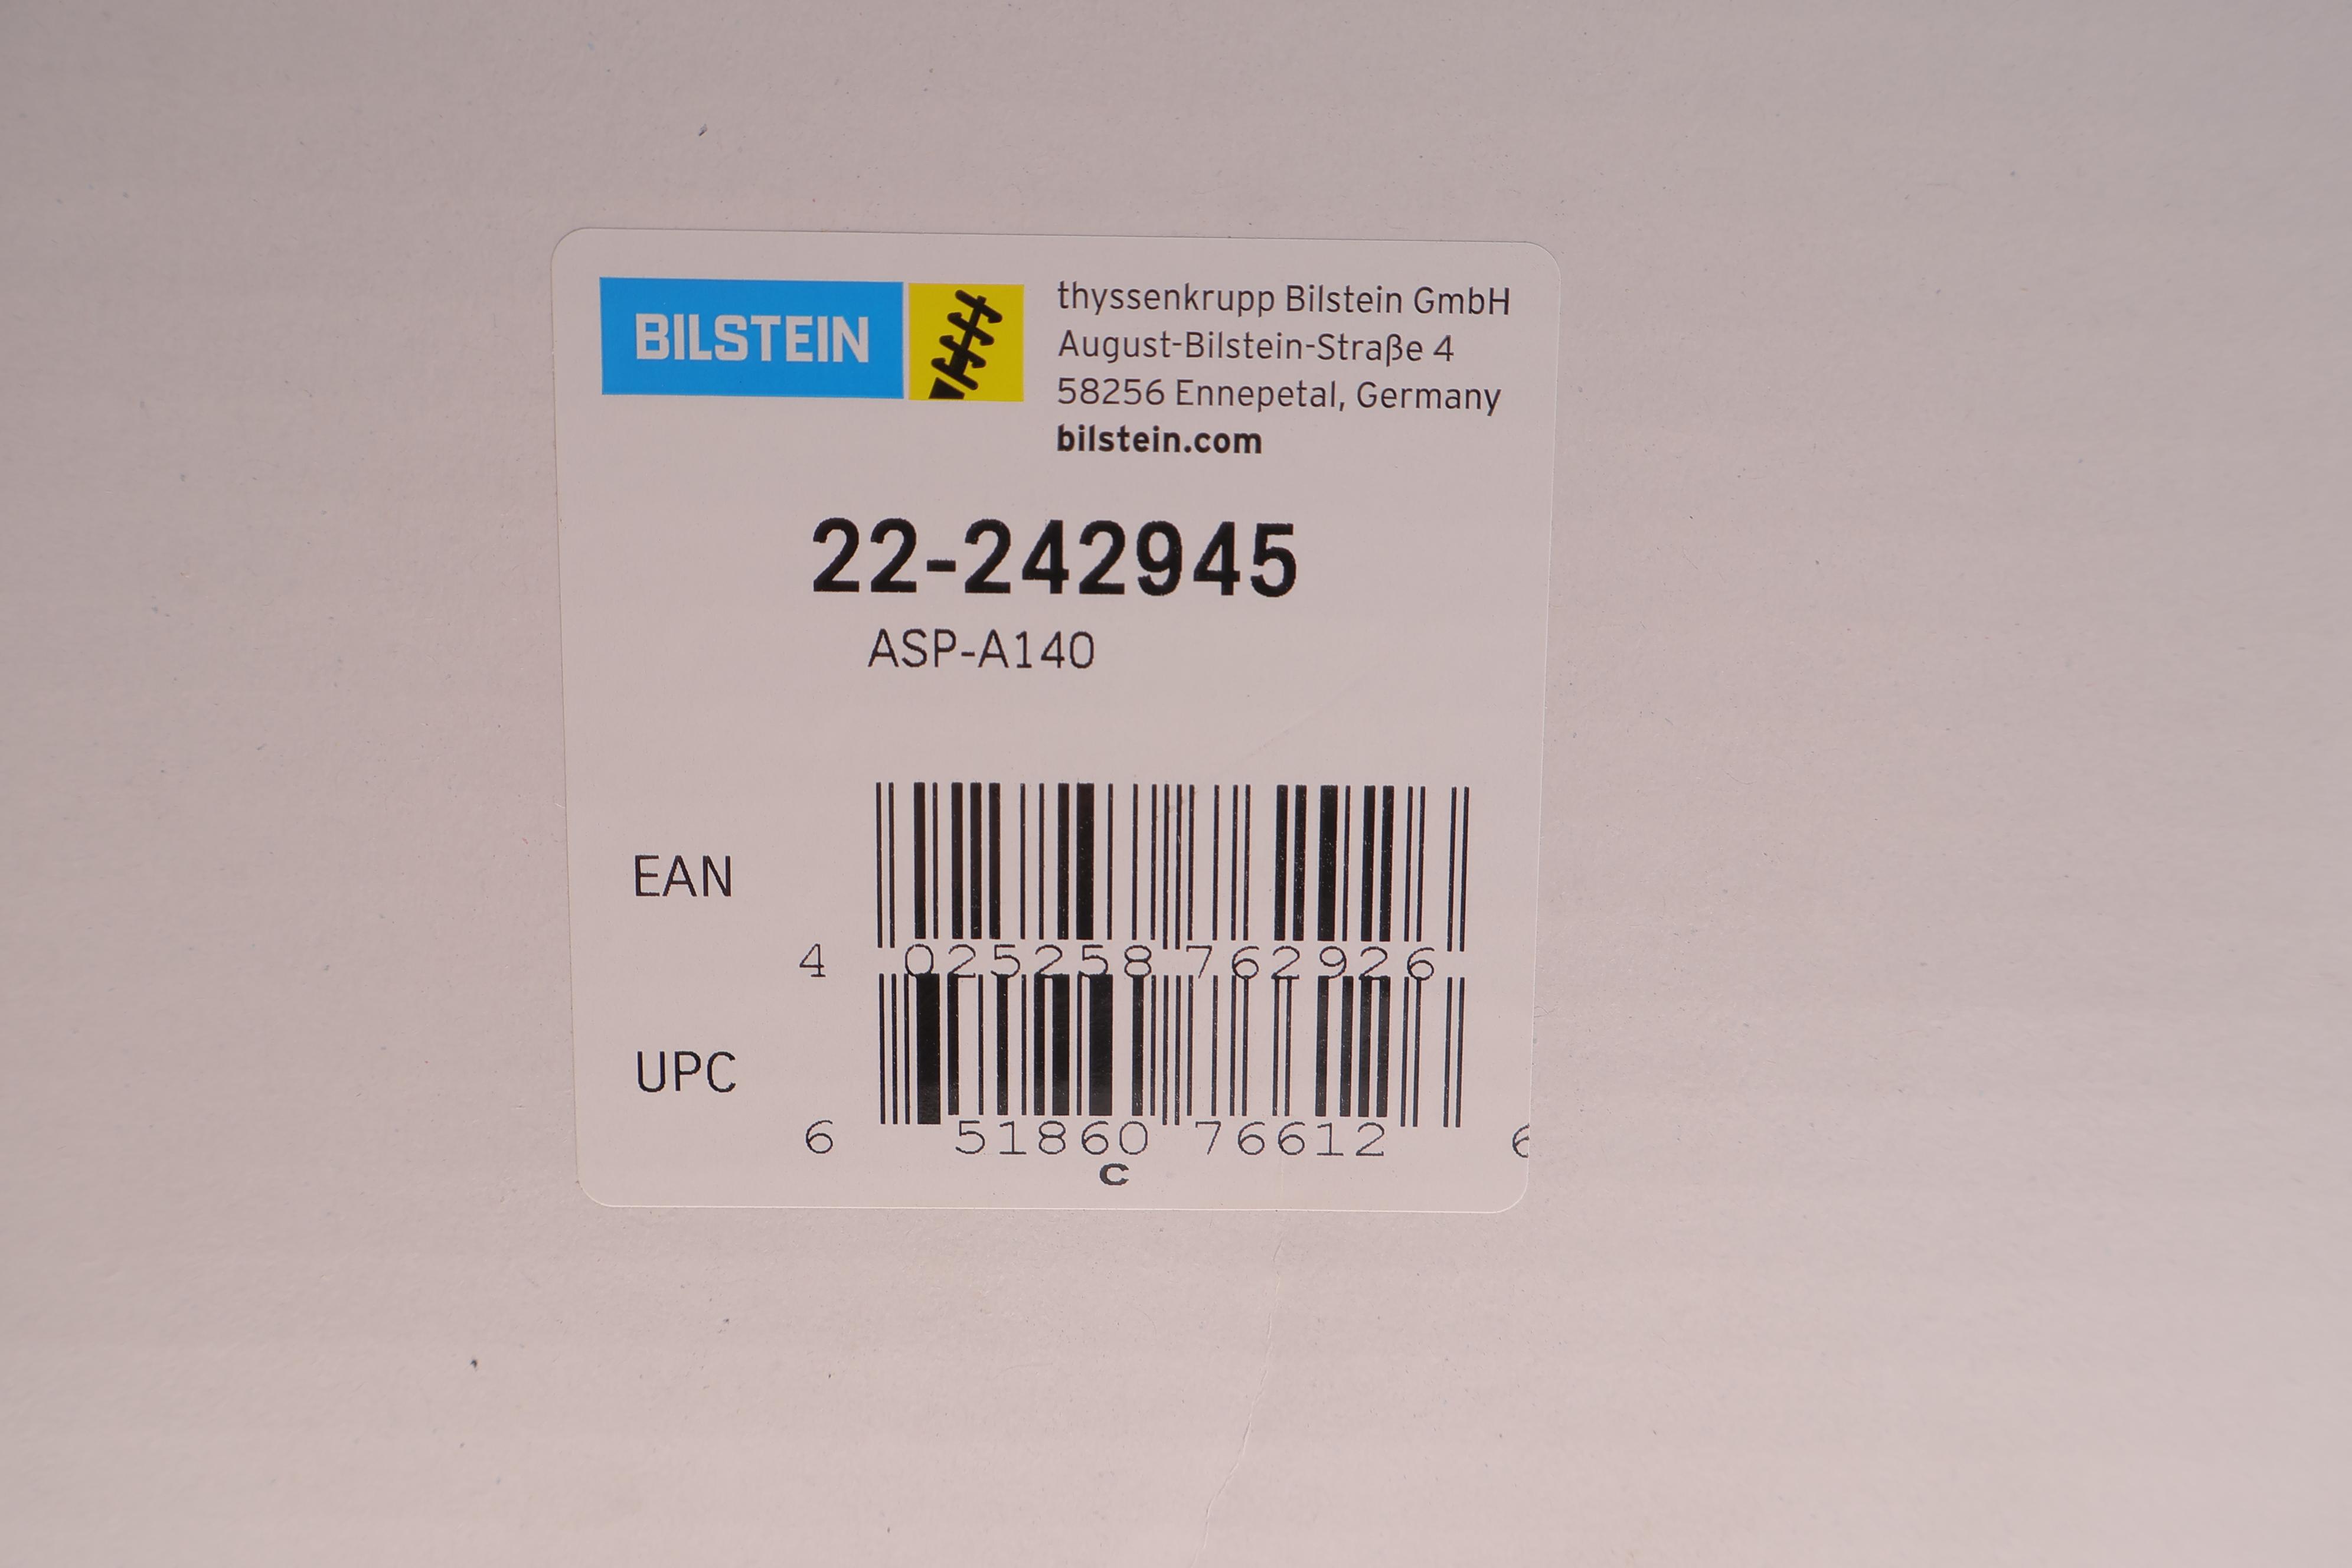 BILSTEIN
thyssenkrupp Bilstein GmbH
August-Bilstein-Straße 4
58256 Ennepetal, Germany
bilstein.com
22-242945
ASP-A140
EAN
4 025258 762926
UPC
6 51860 76612 6
C